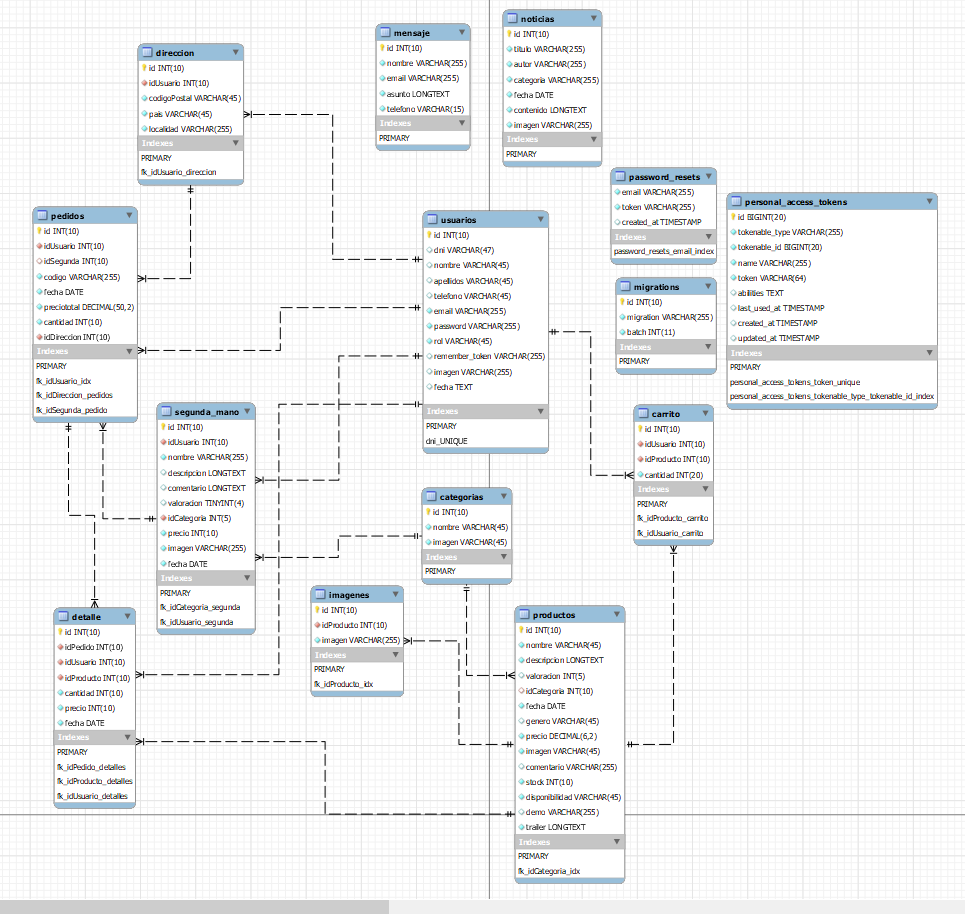 direccion
id INT(10)
idUsuario INT(10)
codigoPostal VARCHAR(45)
pais VARCHAR(45)
localidad VARCHAR(255)
Indexes
PRIMARY
fk_idUsuario_direccion
mensaje
id INT(10)
nombre VARCHAR(255)
email VARCHAR(255)
asunto LONGTEXT
telefono VARCHAR(15)
Indexes
PRIMARY
noticias
id INT(10)
titulo VARCHAR(255)
autor VARCHAR(255)
categoria VARCHAR(255)
fecha DATE
contenido LONGTEXT
imagen VARCHAR(255)
Indexes
PRIMARY
password_resets
email VARCHAR(255)
token VARCHAR(255)
created_at TIMESTAMP
Indexes
password_resets_email_index
personal_access_tokens
id BIGINT(20)
tokenable_type VARCHAR(255)
tokenable_id BIGINT(20)
name VARCHAR(255)
token VARCHAR(64)
abilities TEXT
last_used_at TIMESTAMP
created_at TIMESTAMP
updated_at TIMESTAMP
Indexes
PRIMARY
personal_access_tokens_token_unique
personal_access_tokens_tokenable_type_tokenable_id_index
pedidos
id INT(10)
idUsuario INT(10)
idSegunda INT(10)
codigo VARCHAR(255)
fecha DATE
preciototal DECIMAL(50,2)
cantidad INT(10)
idDireccion INT(10)
Indexes
PRIMARY
fk_idUsuario_idx
fk_idDireccion_pedidos
fk_idSegunda_pedido
usuarios
id INT(10)
dni VARCHAR(47)
nombre VARCHAR(45)
apellidos VARCHAR(45)
telefono VARCHAR(45)
email VARCHAR(255)
password VARCHAR(255)
rol VARCHAR(45)
remember_token VARCHAR(255)
imagen VARCHAR(255)
fecha TEXT
Indexes
PRIMARY
dni_UNIQUE
migrations
id INT(10)
migration VARCHAR(255)
batch INT(11)
Indexes
PRIMARY
segunda_mano
id INT(10)
idUsuario INT(10)
nombre VARCHAR(255)
descripcion LONGTEXT
comentario LONGTEXT
valoracion TINYINT(4)
idCategoria INT(5)
precio INT(10)
imagen VARCHAR(255)
fecha DATE
Indexes
PRIMARY
fk_idCategoria_segunda
fk_idUsuario_segunda
carrito
id INT(10)
idUsuario INT(10)
idProducto INT(10)
cantidad INT(20)
Indexes
PRIMARY
fk_idProducto_carrito
fk_idUsuario_carrito
categorias
id INT(10)
nombre VARCHAR(45)
imagen VARCHAR(45)
Indexes
PRIMARY
imagenes
id INT(10)
idProducto INT(10)
imagen VARCHAR(255)
Indexes
PRIMARY
fk_idProducto_idx
detalle
id INT(10)
idPedido INT(10)
idUsuario INT(10)
idProducto INT(10)
cantidad INT(10)
precio INT(10)
fecha DATE
Indexes
PRIMARY
fk_idPedido_detalles
fk_idProducto_detalles
fk_idUsuario_detalles
productos
id INT(10)
nombre VARCHAR(45)
descripcion LONGTEXT
valoracion INT(5)
idCategoria INT(10)
fecha DATE
genero VARCHAR(45)
precio DECIMAL(6,2)
imagen VARCHAR(45)
comentario VARCHAR(255)
stock INT(10)
disponibilidad VARCHAR(45)
demo VARCHAR(255)
trailer LONGTEXT
Indexes
PRIMARY
fk_idCategoria_idx